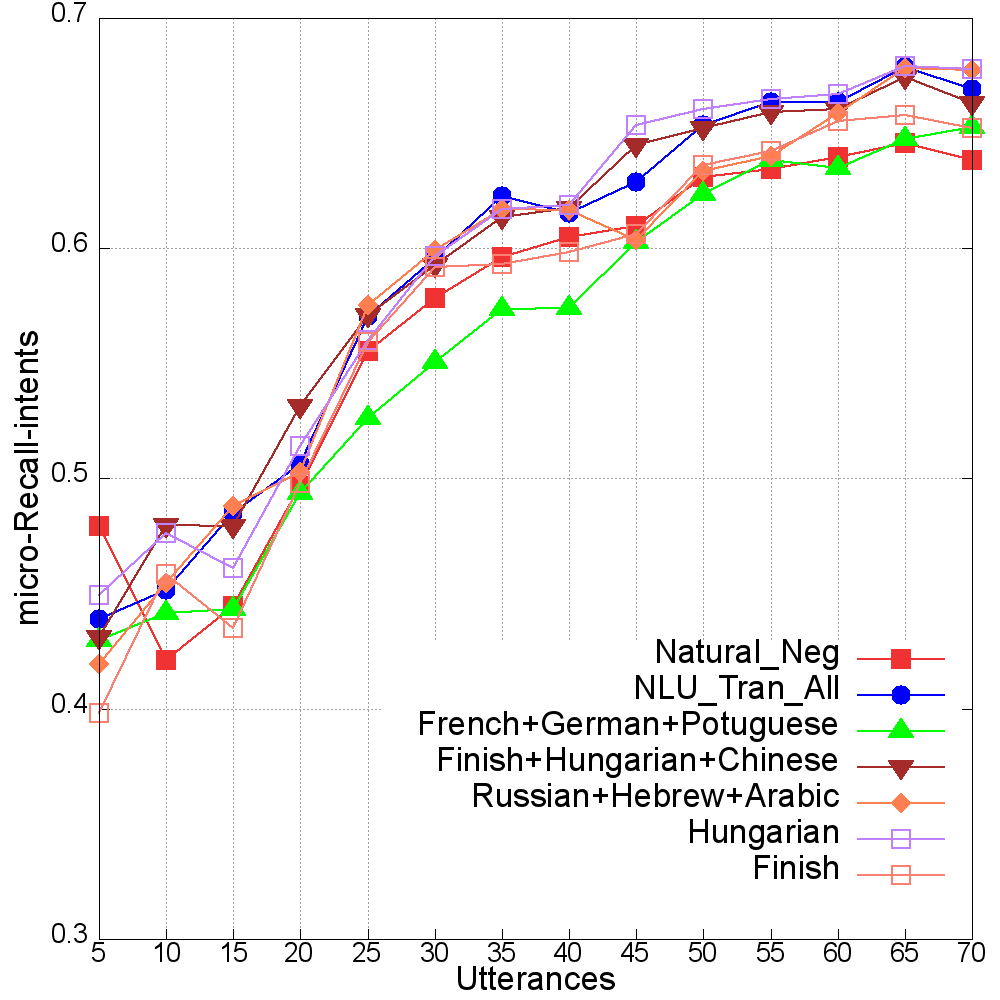 0.7
0.6
0.5
0.4
0.3
micro-Recall-intents
Natural_Neg
NLU_Tran_All
French+German+Potuguese
Finish+Hungarian+Chinese
Russian+Hebrew+Arabic
Hungarian
Finish
5 10 15 20 25 30 35 40 45 50 55 60 65 70
Utterances